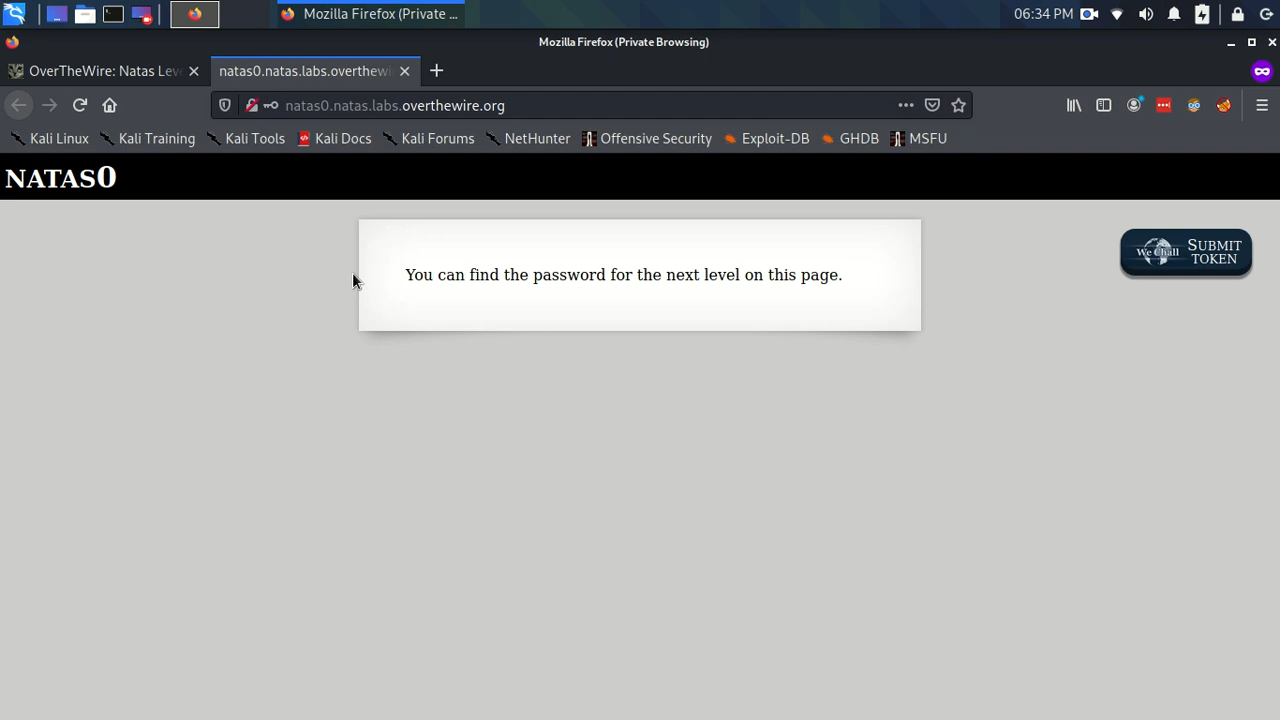 Mozilla Firefox (Private ...
06:34 PM
Mozilla Firefox (Private Browsing)
OverTheWire: Natas Leve
natas0.natas.labs.overthewi
natas0.natas.labs.overthewire.org
Kali Linux
Kali Training
Kali Tools
Kali Docs
Kali Forums
NetHunter
Offensive Security
Exploit-DB
GHDB
MSFU
NATAS0
You can find the password for the next level on this page.
We Chall
SUBMIT
TOKEN